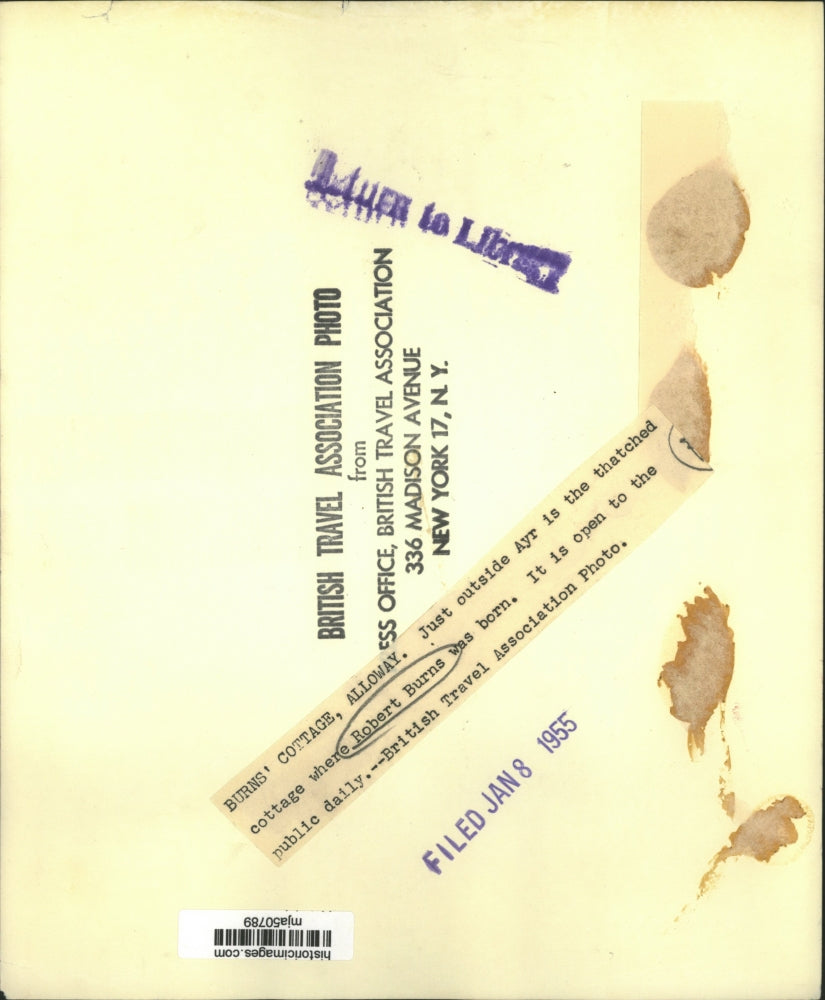 Return to Library
BRITISH TRAVEL ASSOCIATION PHOTO
from
ESS OFFICE, BRITISH TRAVEL ASSOCIATION
336 MADISON AVENUE
NEW YORK 17, N. Y.
BURNS' COTTAGE, ALLOWAY. Just outside Ayr is the thatched
cottage where Robert Burns was born. It is open to the
public daily.--British Travel Association Photo.
FILED JAN 8 1955
historicimages.com
mja50789